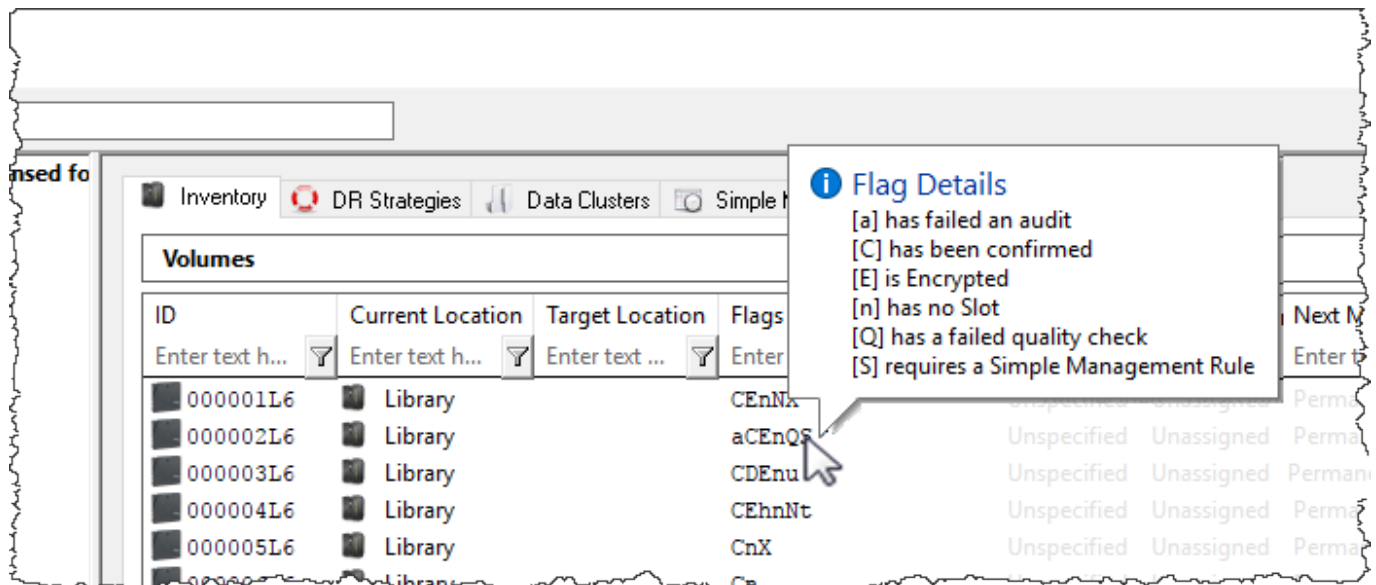 nsed fo
Inventory DR Strategies Data Clusters Simple
Flag Details
[a] has failed an audit
[C] has been confirmed
[E] is Encrypted
[n] has no Slot
[Q] has a failed quality check
[S] requires a Simple Management Rule
Volumes
ID Current Location Target Location Flags Next
Enter text h... Enter text h... Enter text ... Enter Enter
000001L6 Library CEnNX Unspecified Unassigned Perma
000002L6 Library aCEnQS Unspecified Unassigned Perma
000003L6 Library CDEnu Unspecified Unassigned Permane
000004L6 Library CEhnNt Unspecified Unassigned Perma
000005L6 Library CnX Unspecified Unassigned Perma
Library Cn